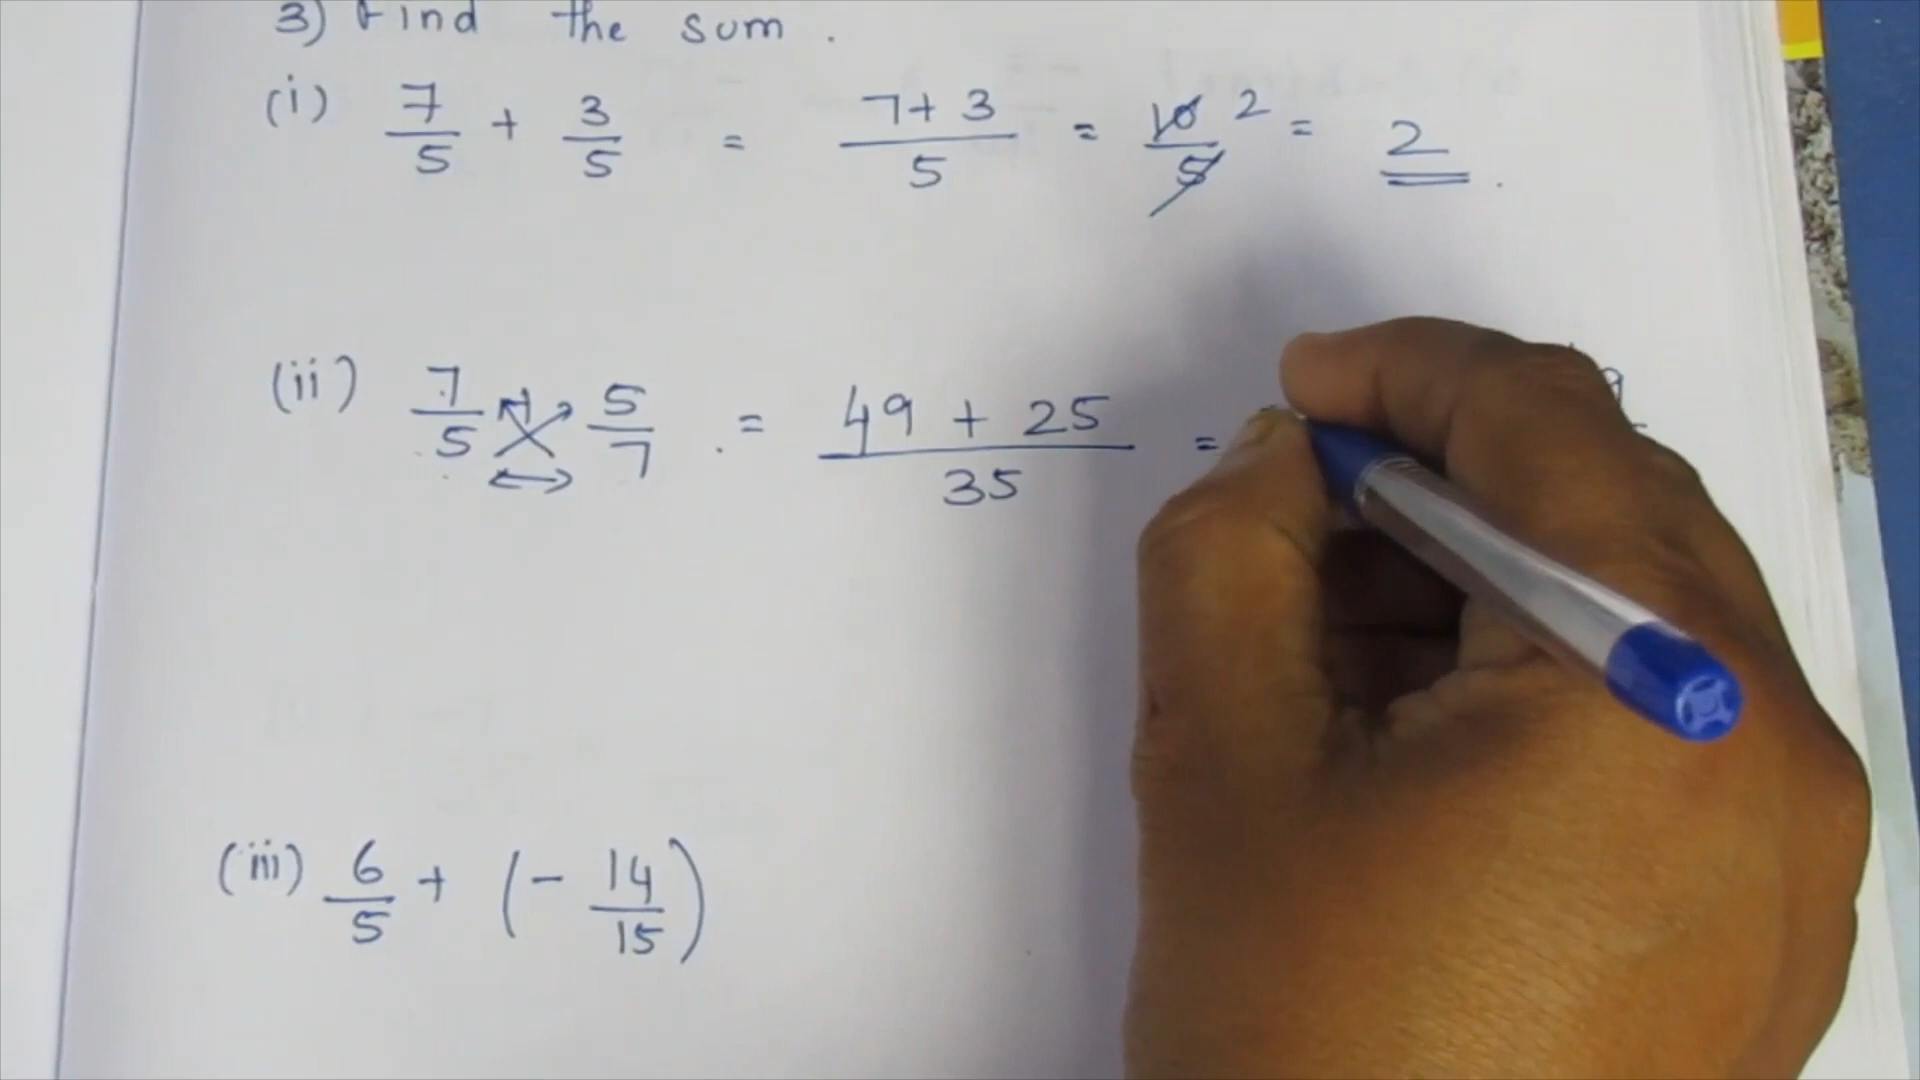 3) Find the sum .
(i) 7/5 + 3/5 = 7+3/5 = 10/5 2 = 2 .
(ii) 7/5 + 5/7 . = 49 + 25/35 =
(iii) 6/5 + (- 14/15)